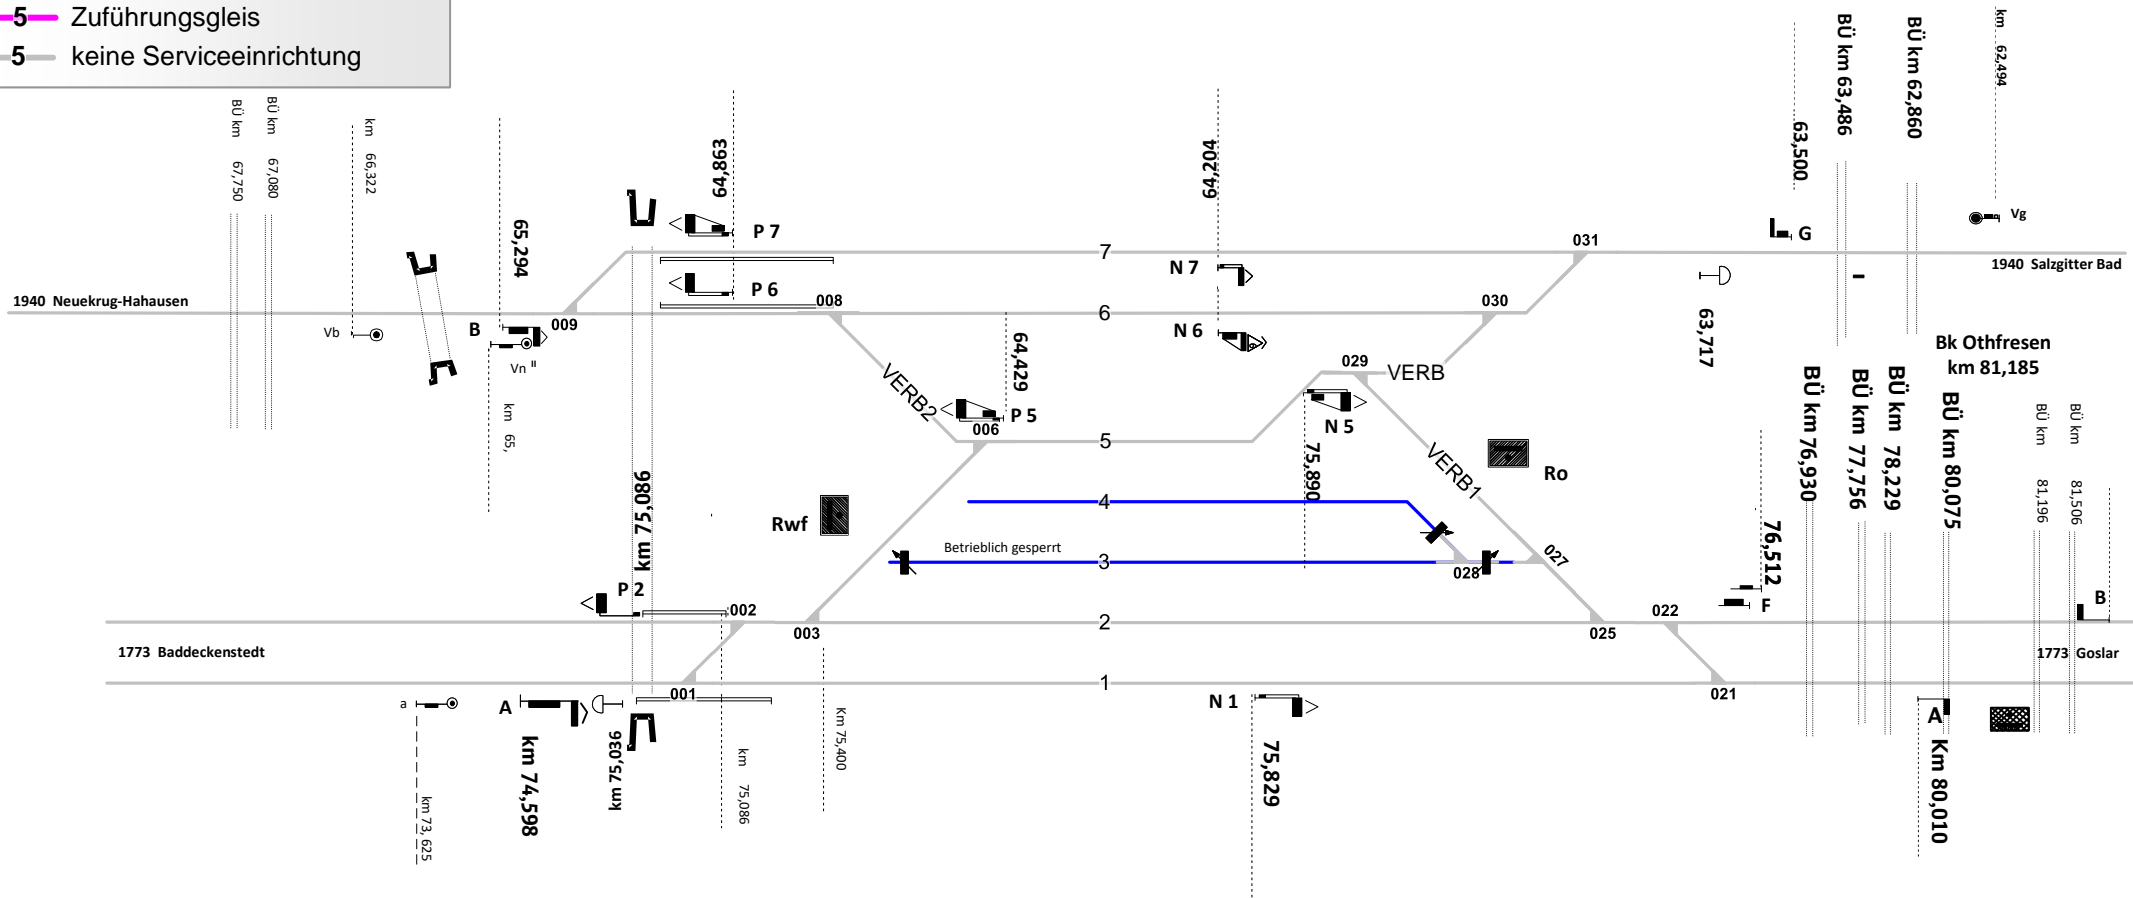 5 Zuführungsgleis
5 keine Serviceeinrichtung
BÜ km 67,750
BÜ km 67,080
km 66,322
65,294
64,863
64,204
63,500
BÜ km 63,486
BÜ km 62,860
km 62,494
P 7
P 6
N 7
N 6
G
Vg
7
031
1940 Salzgitter Bad
1940 Neuekrug-Hahausen
Vb
B
009
008
6
030
Vn II
km 65,
64,429
63,717
Bk Othfresen
km 81,185
VERB2
029
VERB
P 5
006
5
N 5
75,890
VERB1
Ro
BÜ km 76,930
BÜ km 77,756
BÜ km 78,229
BÜ km 80,075
BÜ km 81,196
BÜ km 81,506
km 75,086
Rwf
4
Betrieblich gesperrt
3
028
027
76,512
P 2
002
003
2
025
022
F
B
1773 Baddeckenstedt
1773 Goslar
001
1
021
a
A
N 1
A
km 73, 625
km 74,598
km 75,036
km 75,086
Km 75,400
75,829
Km 80,010